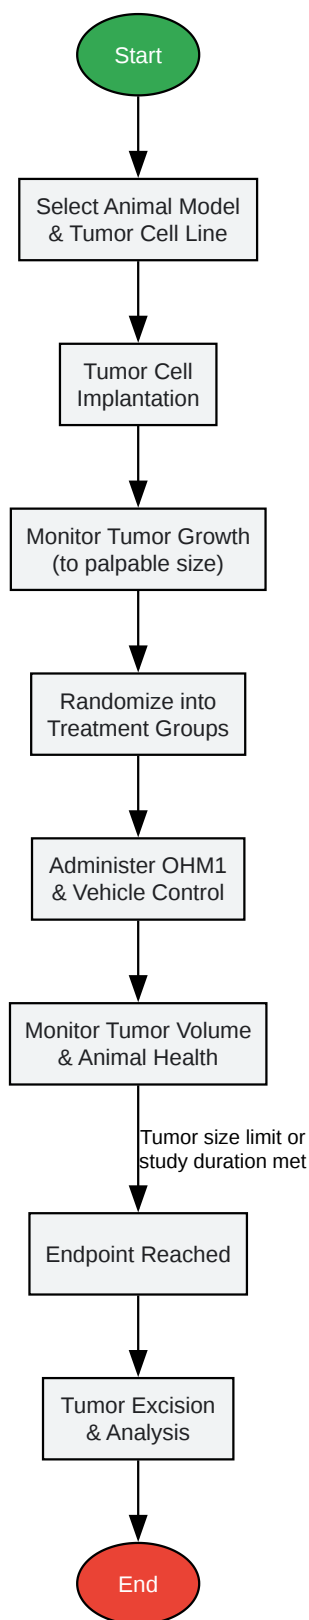 Start
Select Animal Model
& Tumor Cell Line
Tumor Cell
Implantation
Monitor Tumor Growth
(to palpable size)
Randomize into
Treatment Groups
Administer OHM1
& Vehicle Control
Monitor Tumor Volume
& Animal Health
Tumor size limit or
study duration met
Endpoint Reached
Tumor Excision
& Analysis
End